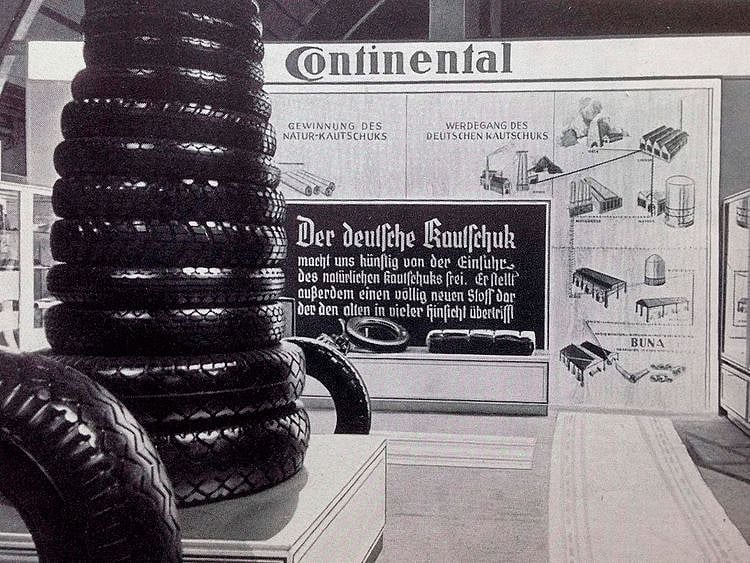 Continental
GEWINNUNG DES
NATUR-KAUTSCHUKS
WERDEGANG DES
DEUTSCHEN KAUTSCHUKS
Der deutſche Kautſchuk
macht uns künftig von der Einfuhr
des natürlichen Kautſchuks frei. Er ſtellt
außerdem einen völlig neuen Stoff dar
der den alten in vieler Hinſicht übertrifft
BUNA